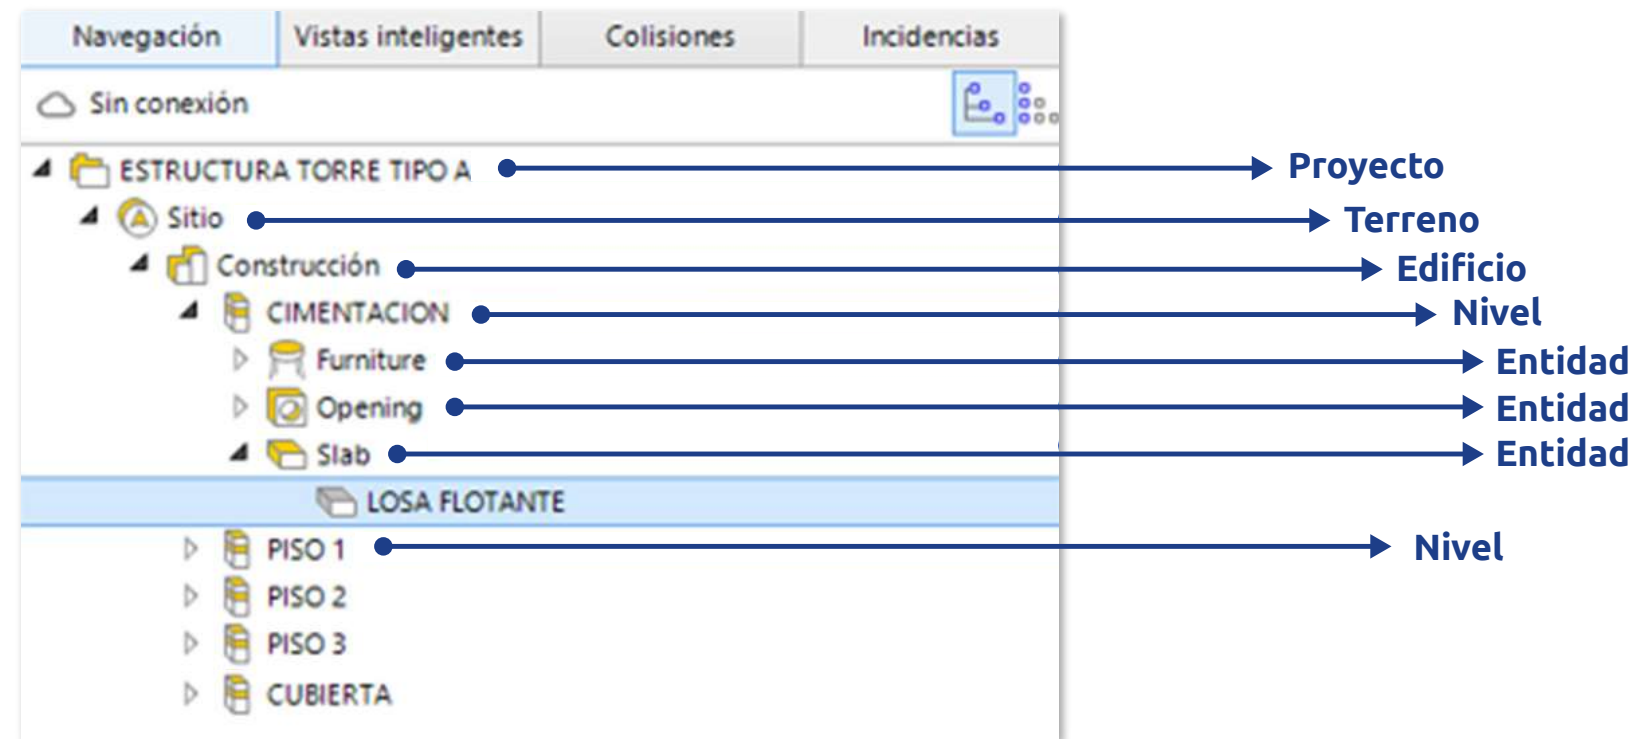 Navegación Vistas inteligentes Colisiones Incidencias
Sin conexión
ESTRUCTURA TORRE TIPO A Proyecto
Sitio Terreno
Construcción Edificio
CIMENTACION Nivel
Furniture Entidad
Opening Entidad
Slab Entidad
LOSA FLOTANTE
PISO 1 Nivel
PISO 2
PISO 3
CUBIERTA